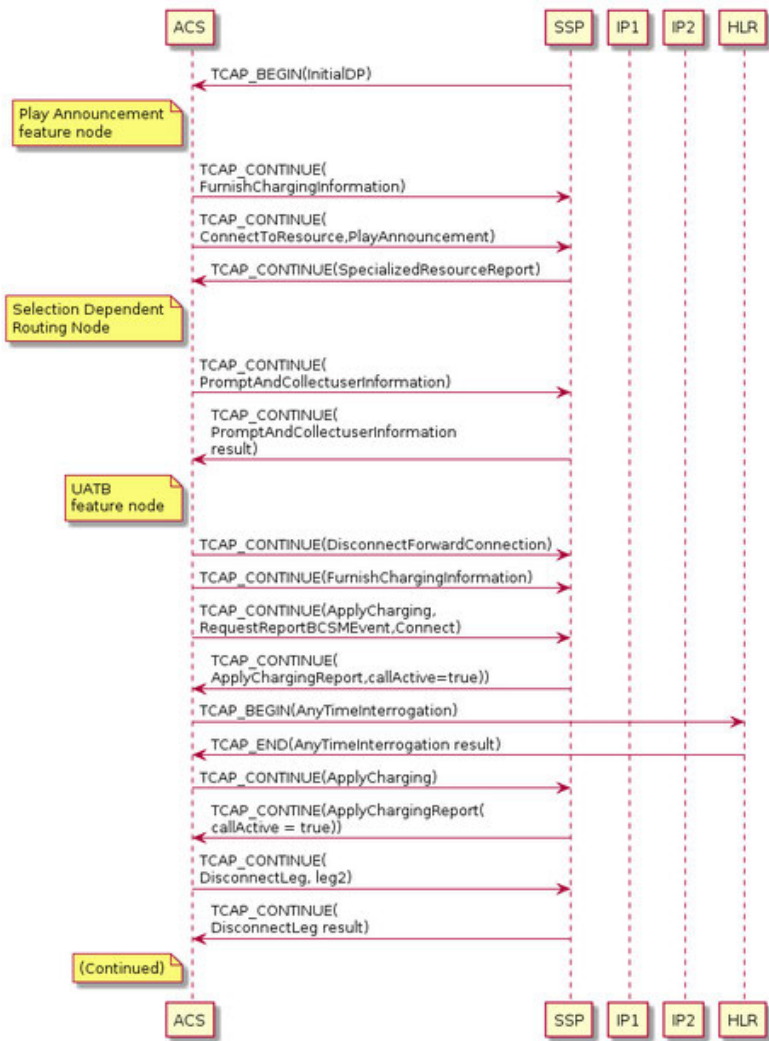 ACS SSP IP1 IP2 HLR
TCAP_BEGIN(InitialDP)
Play Announcement
feature node
TCAP_CONTINUE(
FurnishChargingInformation)
TCAP_CONTINUE(
ConnectToResource,PlayAnnouncement)
TCAP_CONTINUE(SpecializedResourceReport)
Selection Dependent
Routing Node
TCAP_CONTINUE(
PromptAndCollectuserInformation)
TCAP_CONTINUE(
PromptAndCollectuserInformation
result)
UATB
feature node
TCAP_CONTINUE(DisconnectForwardConnection)
TCAP_CONTINUE(FurnishChargingInformation)
TCAP_CONTINUE(ApplyCharging,
RequestReportBCSMEvent,Connect)
TCAP_CONTINUE(
ApplyChargingReport,callActive=true))
TCAP_BEGIN(AnyTimeInterrogation)
TCAP_END(AnyTimeInterrogation result)
TCAP_CONTINUE(ApplyCharging)
TCAP_CONTINE(ApplyChargingReport(
callActive = true))
TCAP_CONTINUE(
DisconnectLeg, leg2)
TCAP_CONTINUE(
DisconnectLeg result)
(Continued)
ACS SSP IP1 IP2 HLR